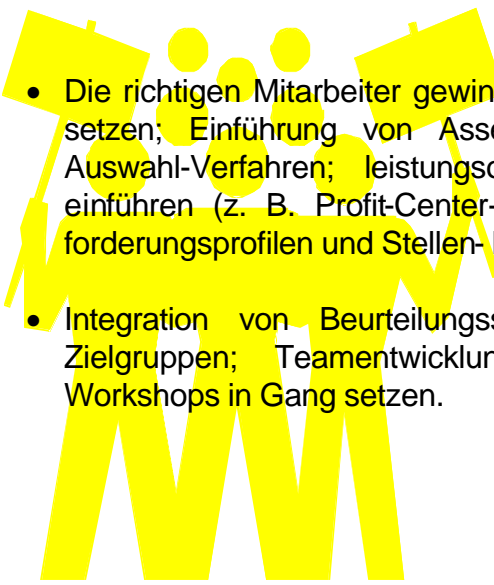 • Die richtigen Mitarbeiter gewin
setzen; Einführung von Asse
Auswahl-Verfahren; leistungso
einführen (z. B. Profit-Center-
forderungsprofilen und Stellen-
• Integration von Beurteilungss
Zielgruppen; Teamentwicklun
Workshops in Gang setzen.